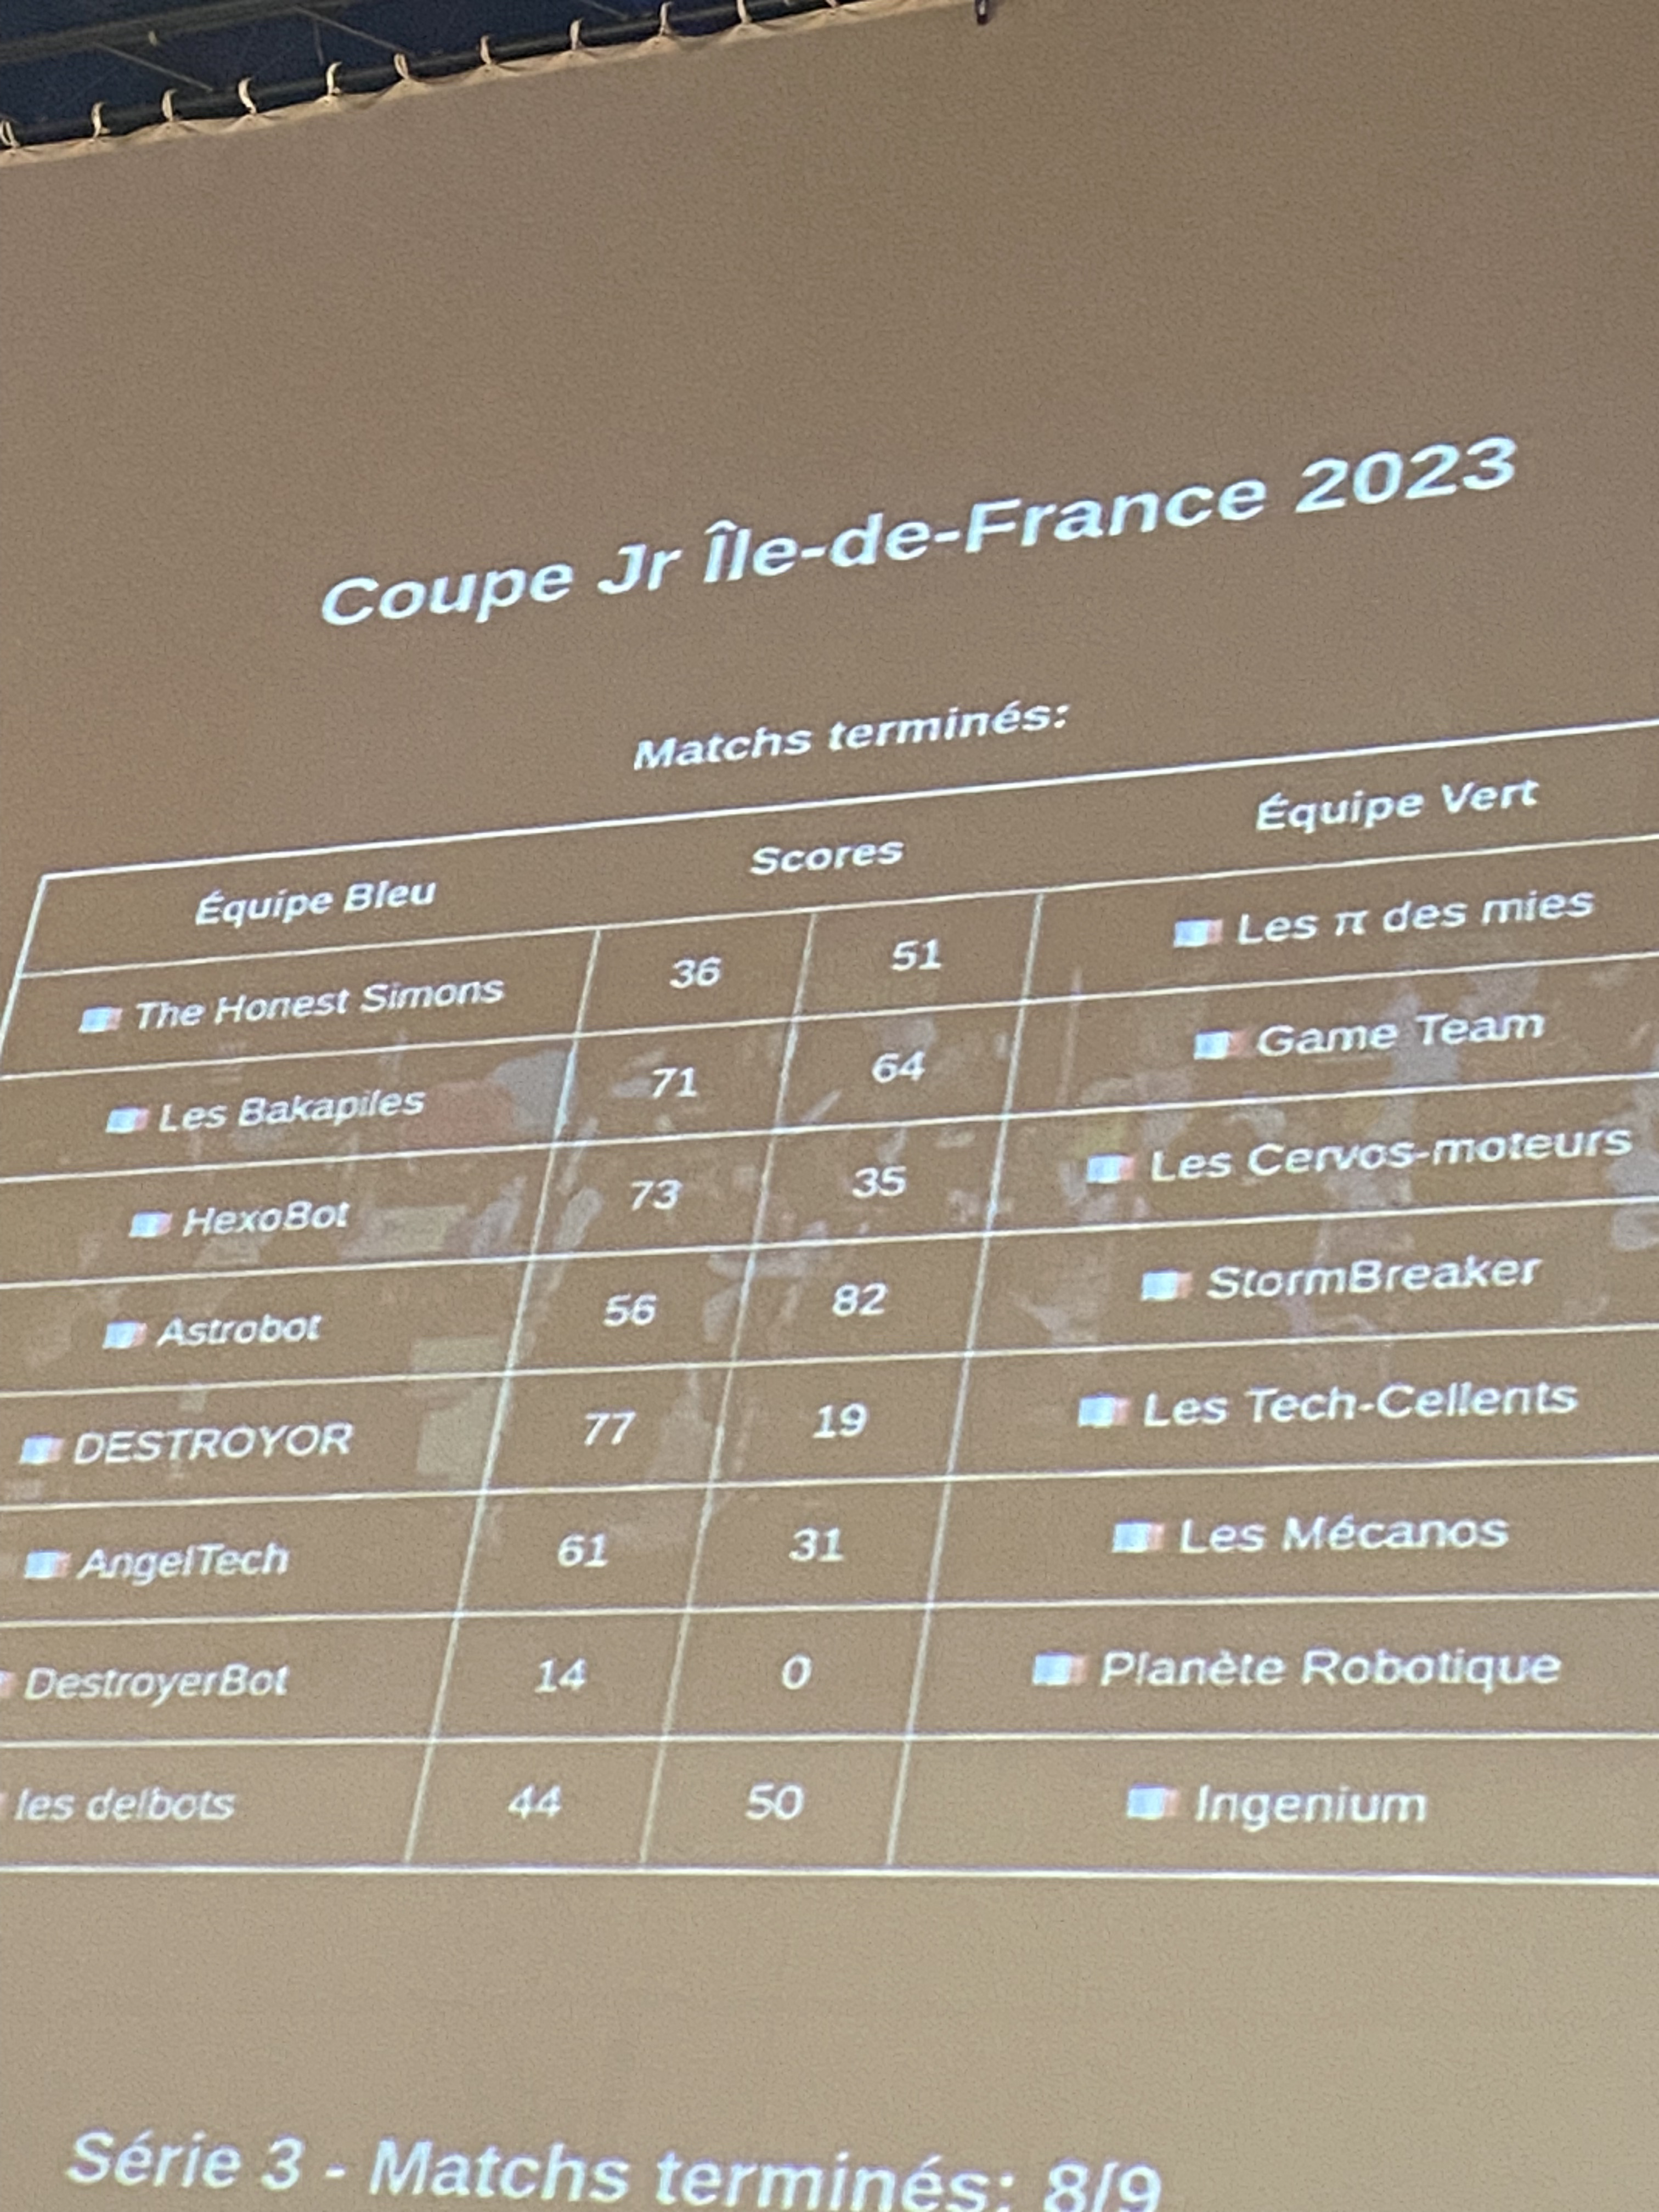 Coupe Jr Île-de-France 2023
Matchs terminés:
Équipe Bleu Scores Équipe Vert
The Honest Simons 36 51 Les π des mies
Les Bakapiles 71 64 Game Team
HexoBot 73 35 Les Cervos-moteurs
Astrobot 56 82 StormBreaker
DESTROYOR 77 19 Les Tech-Cellents
AngelTech 61 31 Les Mécanos
DestroyerBot 14 0 Planète Robotique
les delbots 44 50 Ingenium
Série 3 - Matchs terminés: 8/9